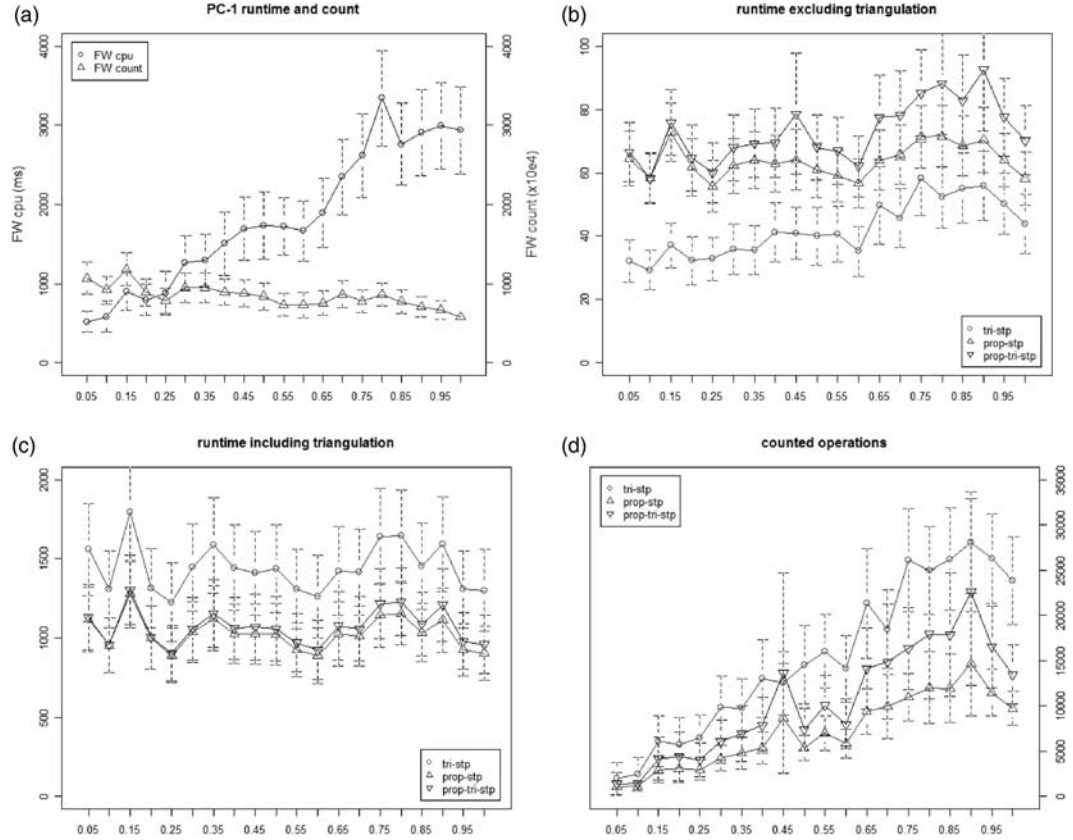 (a)
PC-1 runtime and count
FW cpu
FW count
FW cpu (ms)
0
1000
2000
3000
4000
FW count (x10e4)
0
1000
2000
3000
4000
0.05 0.15 0.25 0.35 0.45 0.55 0.65 0.75 0.85 0.95
(b)
runtime excluding triangulation
0
20
40
60
80
100
tri-stp
prop-stp
prop-tri-stp
0.05 0.15 0.25 0.35 0.45 0.55 0.65 0.75 0.85 0.95
(c)
runtime including triangulation
0
500
1000
1500
2000
tri-stp
prop-stp
prop-tri-stp
0.05 0.15 0.25 0.35 0.45 0.55 0.65 0.75 0.85 0.95
(d)
counted operations
tri-stp
prop-stp
prop-tri-stp
0
5000
10000
15000
20000
25000
30000
35000
0.05 0.15 0.25 0.35 0.45 0.55 0.65 0.75 0.85 0.95